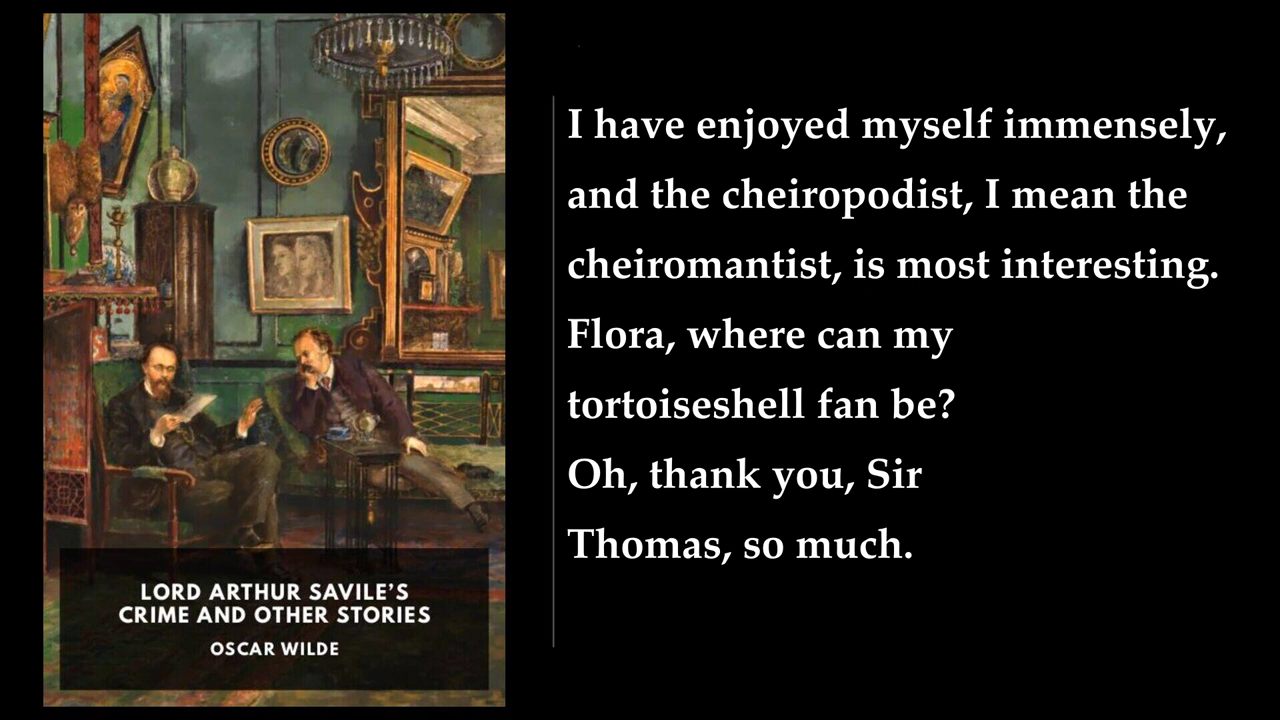 I have enjoyed myself immensely,
and the cheiropodist, I mean the
cheiromantist, is most interesting.
Flora, where can my
tortoiseshell fan be?
Oh, thank you, Sir
Thomas, so much.
LORD ARTHUR SAVILE’S
CRIME AND OTHER STORIES
OSCAR WILDE